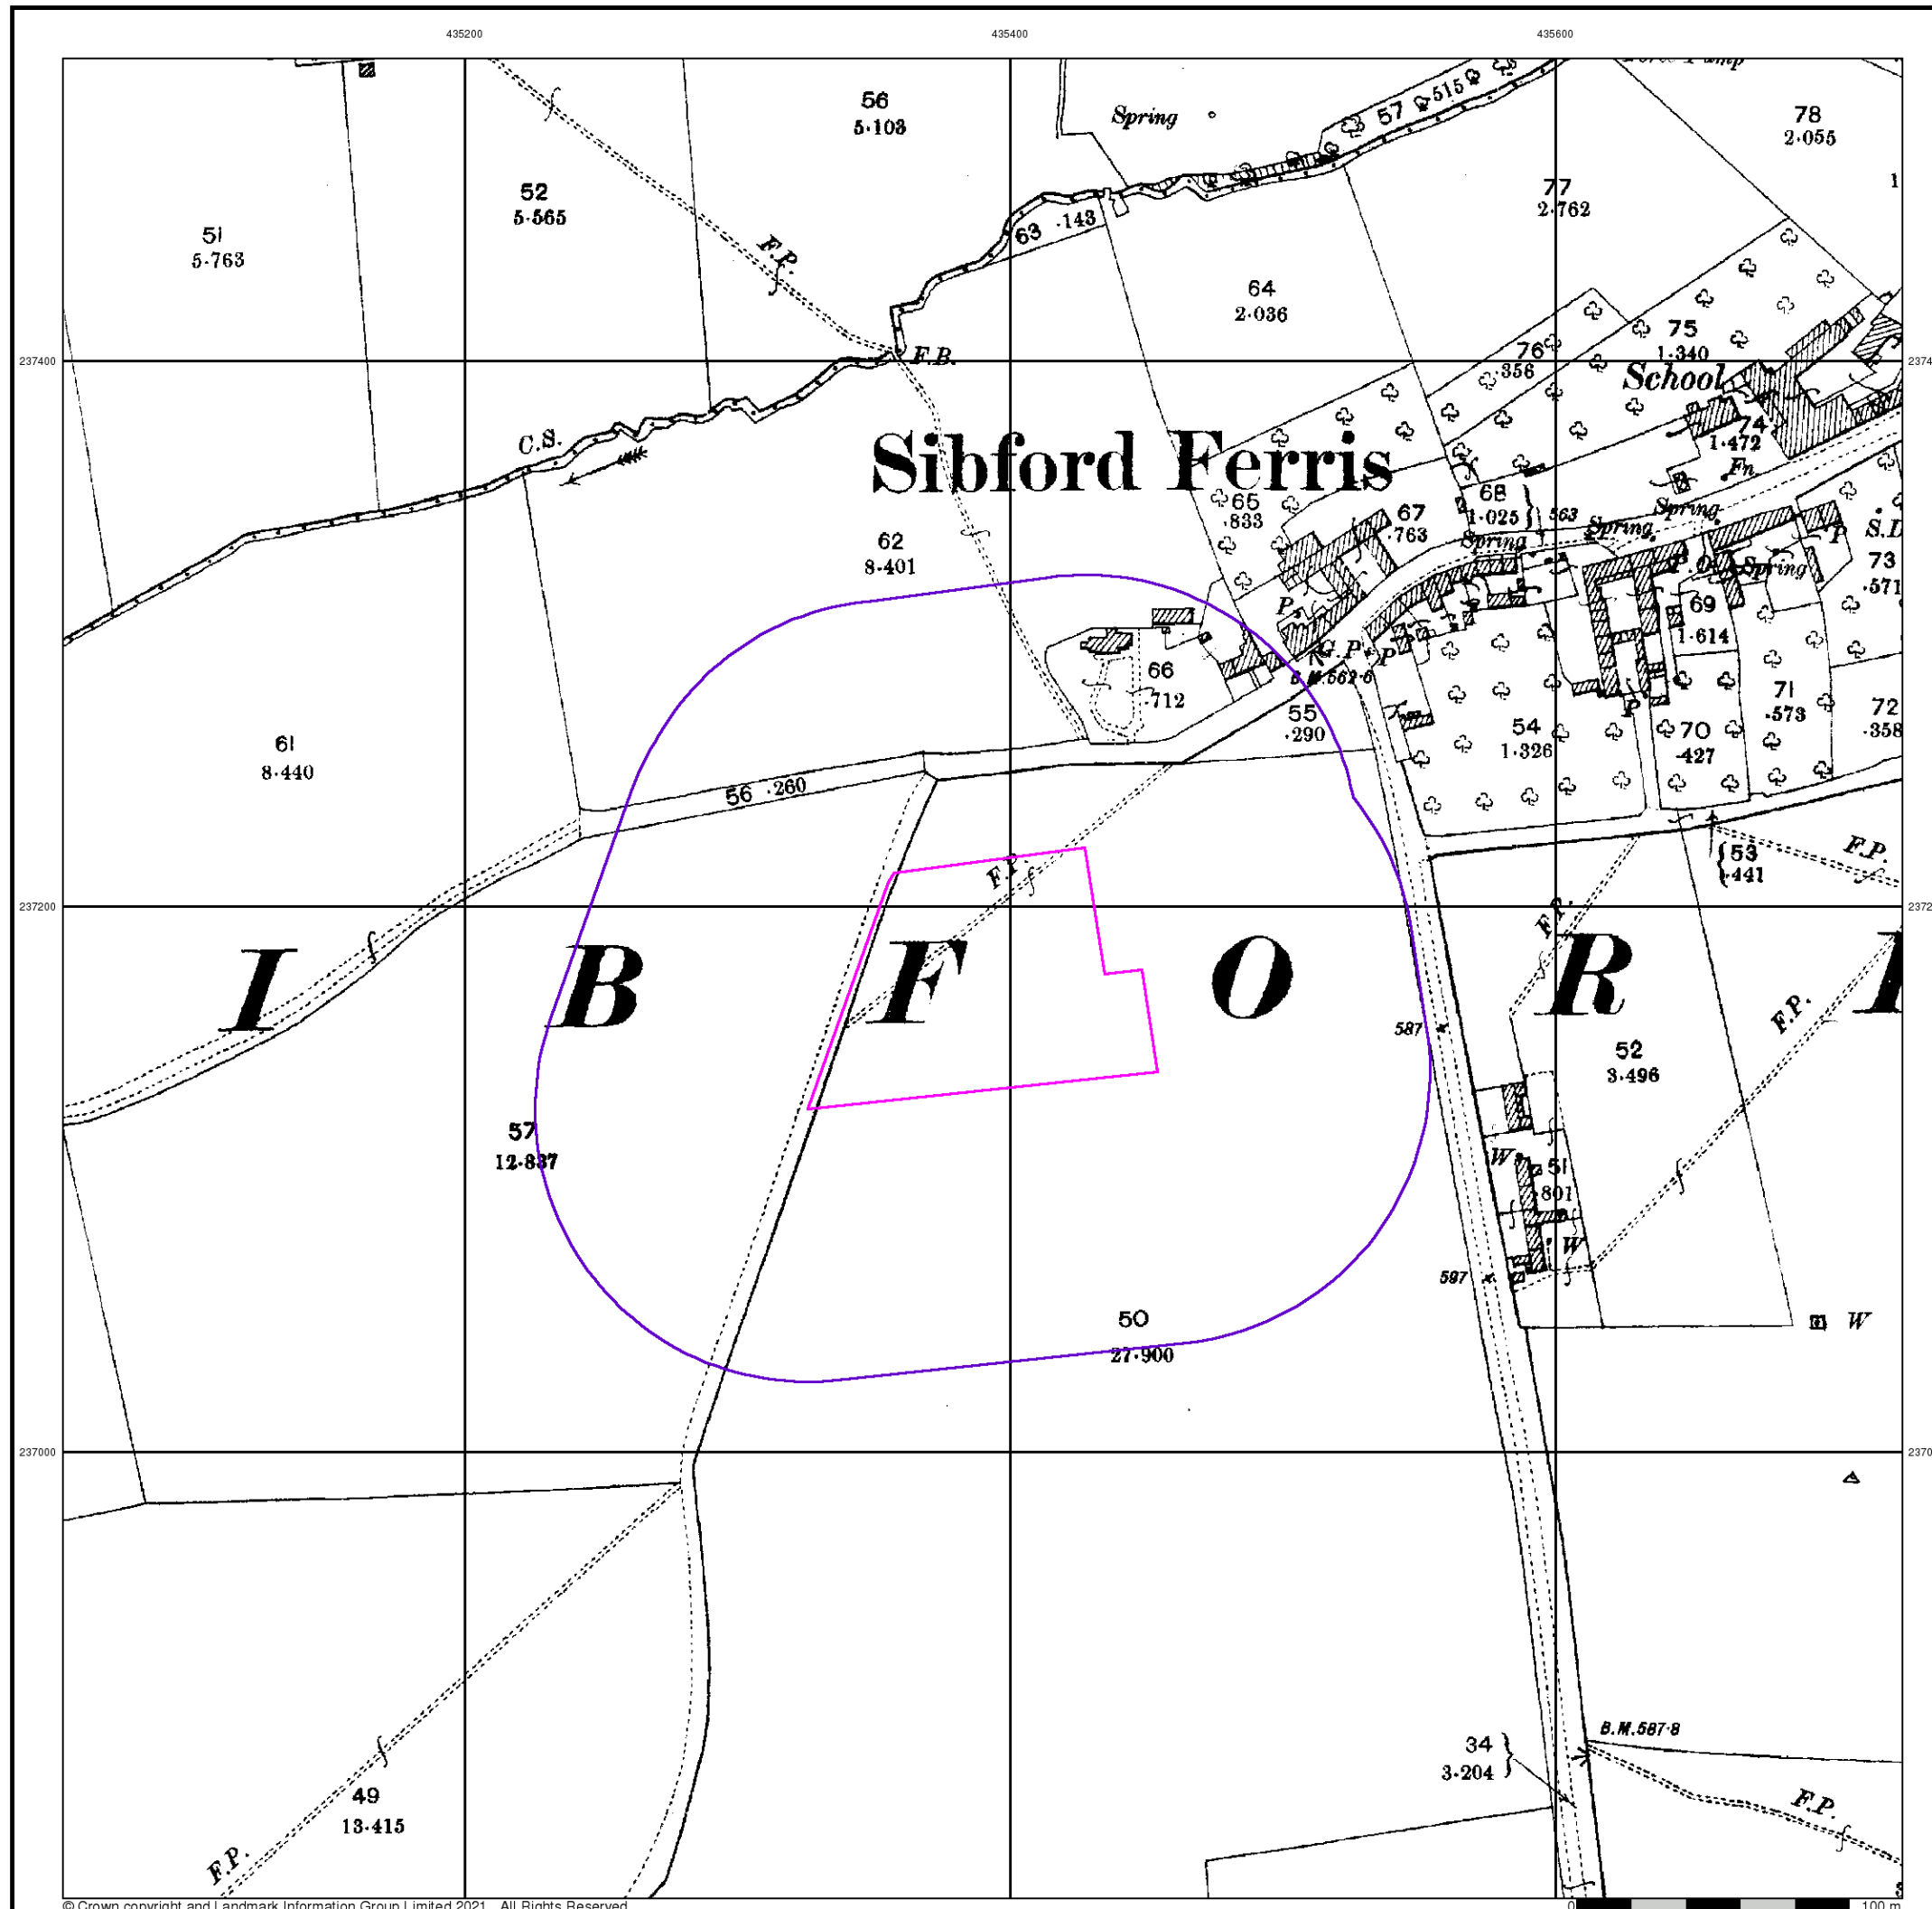 435200 435400 435600
56
5·103
Spring
57 ·515
78
2·055
52
5·565
77
2·762
1
51
5·763
F.P.
63 ·143
64
2·036
75
1·340
76
·356
237400
F.B.
School
C.S.
74
1·472
Fn
Sibford Ferris
65
·833
67
·763
68
1·025
563
Spring
Spring
Spring
P
S.D
62
8·401
P.O.
Spring
73
·571
P
69
1·614
G.P
P
66
·712
B.M.562·6
55
·290
71
·573
72
·358
P
54
1·326
70
·427
61
8·440
56 ·260
53
·441
F.P.
F.P
237200
F.P.
I B F O R
F.P.
587
52
3·496
57
12·837
W
51
801
W
597
50
27·900
W
237000
34
3·204
B.M.587·8
49
13·415
F.P.
F.P.
© Crown copyright and Landmark Information Group Limited 2021. All Rights Reserved.
0 100 m